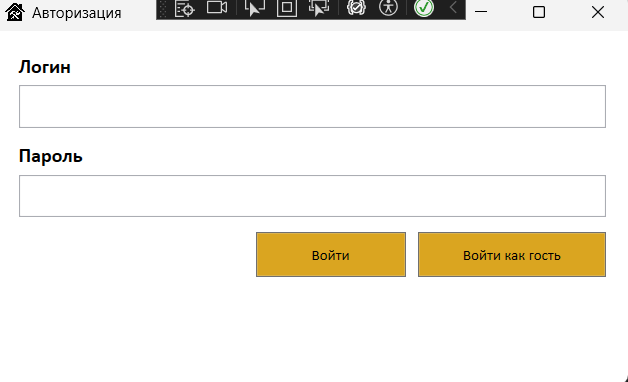 Авторизация
Логин
Пароль
Войти
Войти как гость